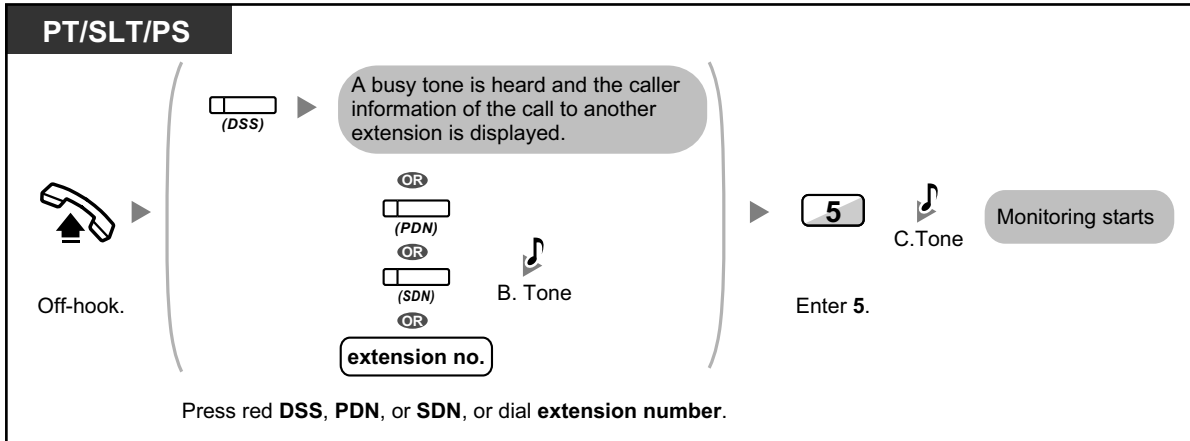 PT/SLT/PS
(DSS)
A busy tone is heard and the caller
information of the call to another
extension is displayed.
OR
(PDN)
OR
(SDN)
OR
extension no.
B. Tone
5
C.Tone
Monitoring starts
Off-hook.
Enter 5.
Press red DSS, PDN, or SDN, or dial extension number.